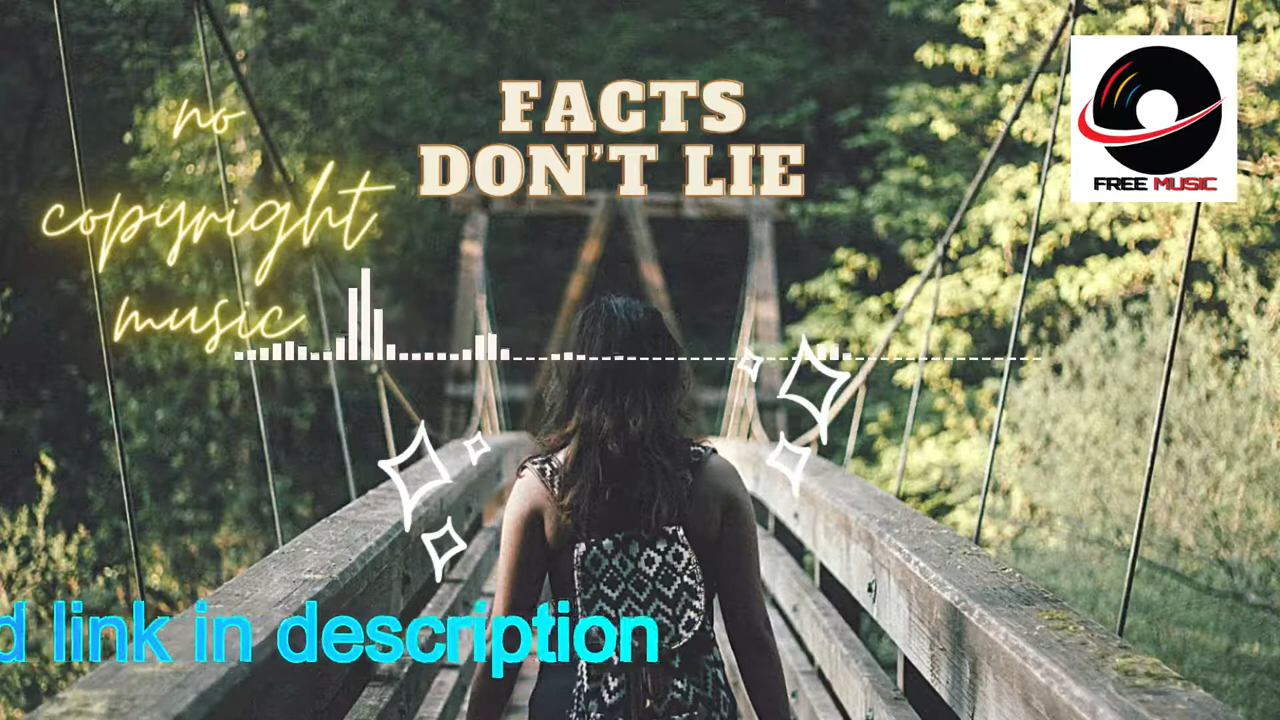 no
copyright
music
FACTS
DON'T LIE
FREE MUSIC
d link in description